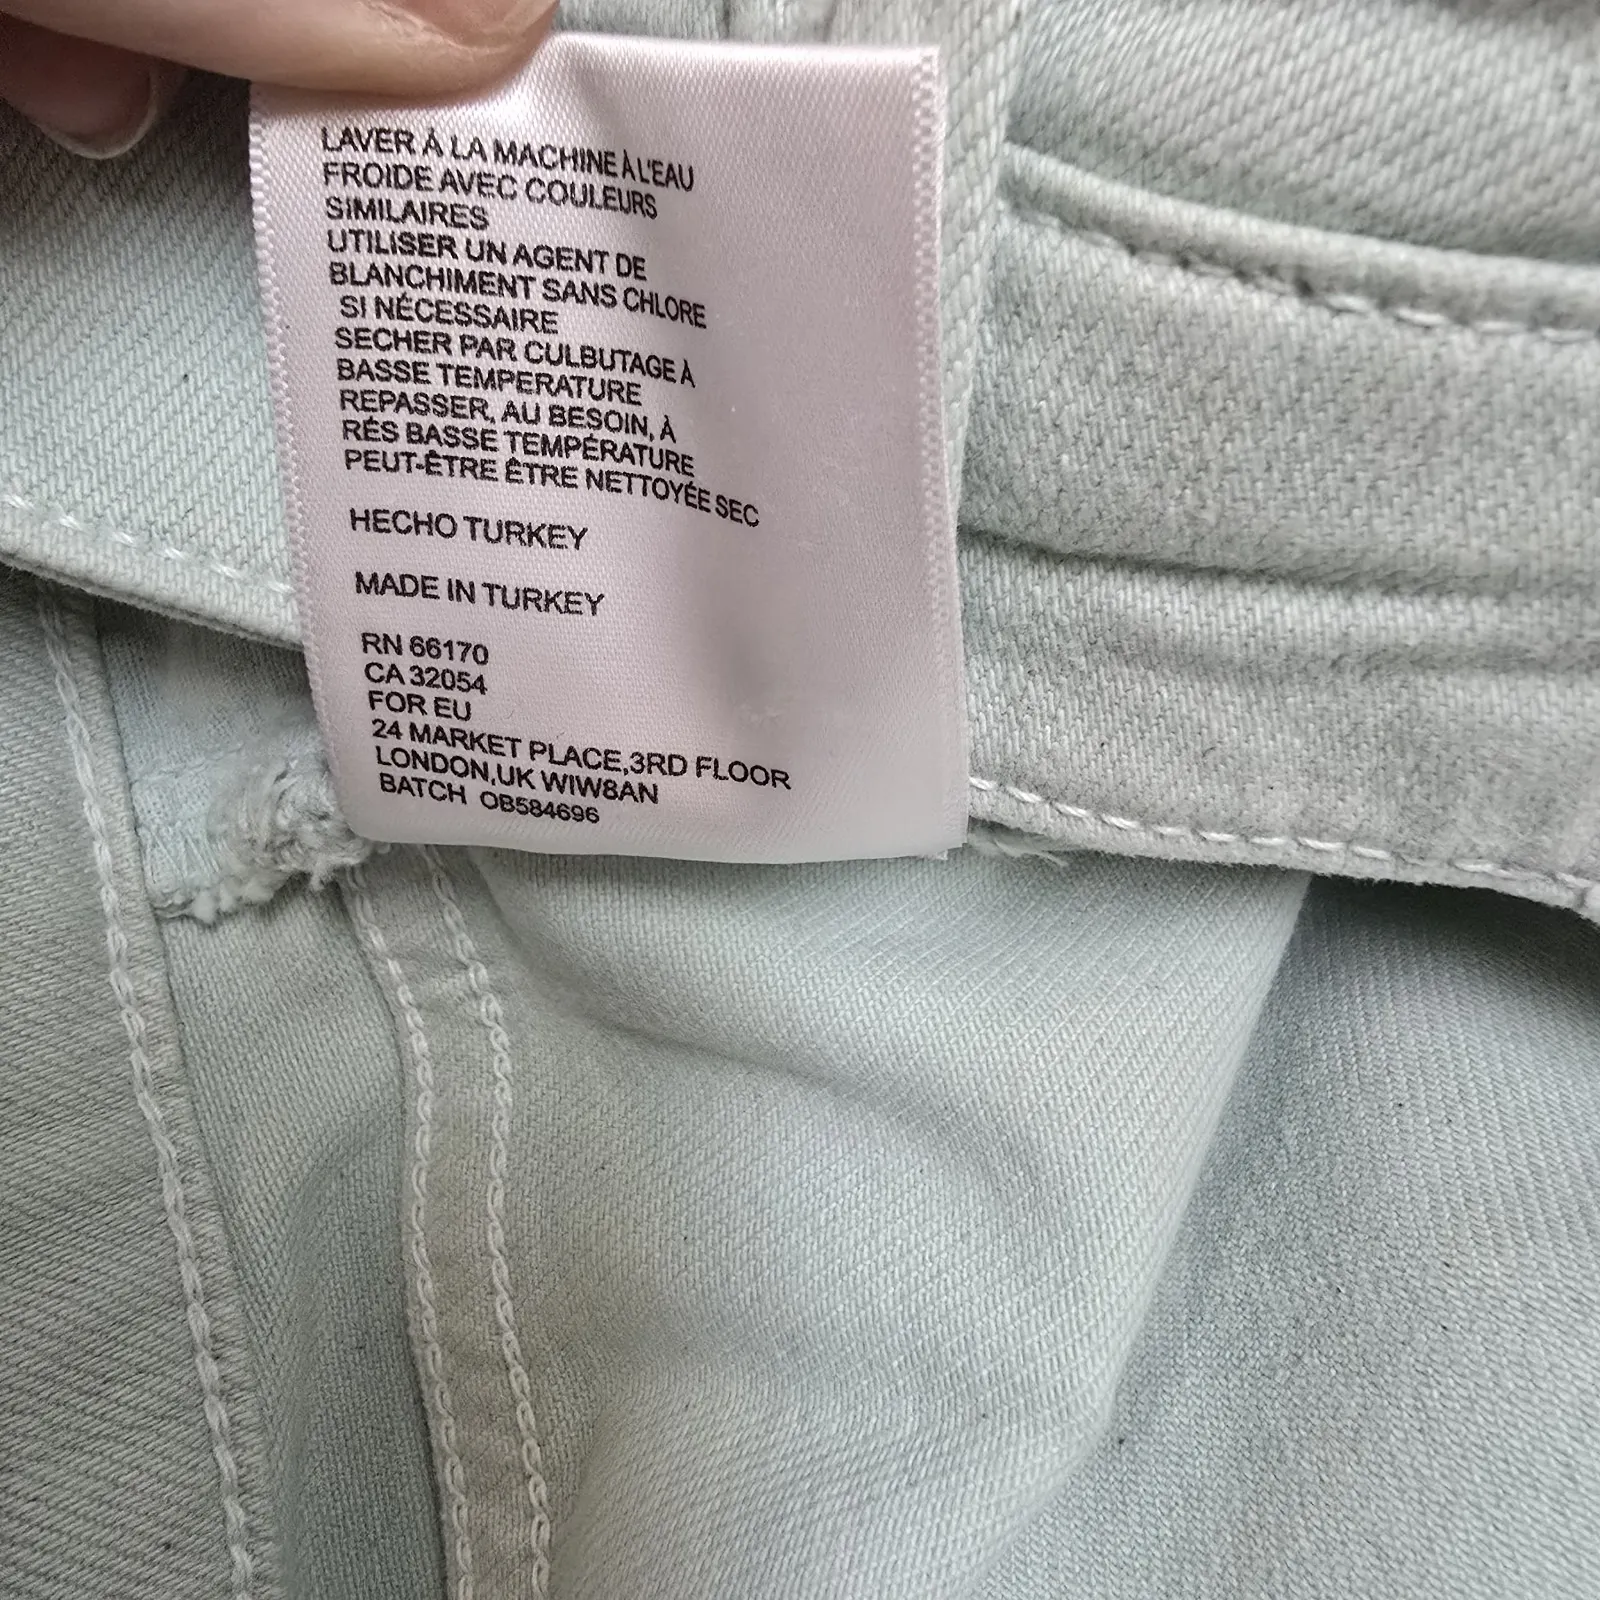 LAVER À LA MACHINE À L'EAU
FROIDE AVEC COULEURS
SIMILAIRES
UTILISER UN AGENT DE
BLANCHIMENT SANS CHLORE
SI NÉCESSAIRE
SECHER PAR CULBUTAGE À
BASSE TEMPERATURE
REPASSER, AU BESOIN, À
RÉS BASSE TEMPÉRATURE
PEUT-ÊTRE ÊTRE NETTOYÉE SEC
HECHO TURKEY
MADE IN TURKEY
RN 66170
CA 32054
FOR EU
24 MARKET PLACE,3RD FLOOR
LONDON,UK WIW8AN
BATCH OB584696